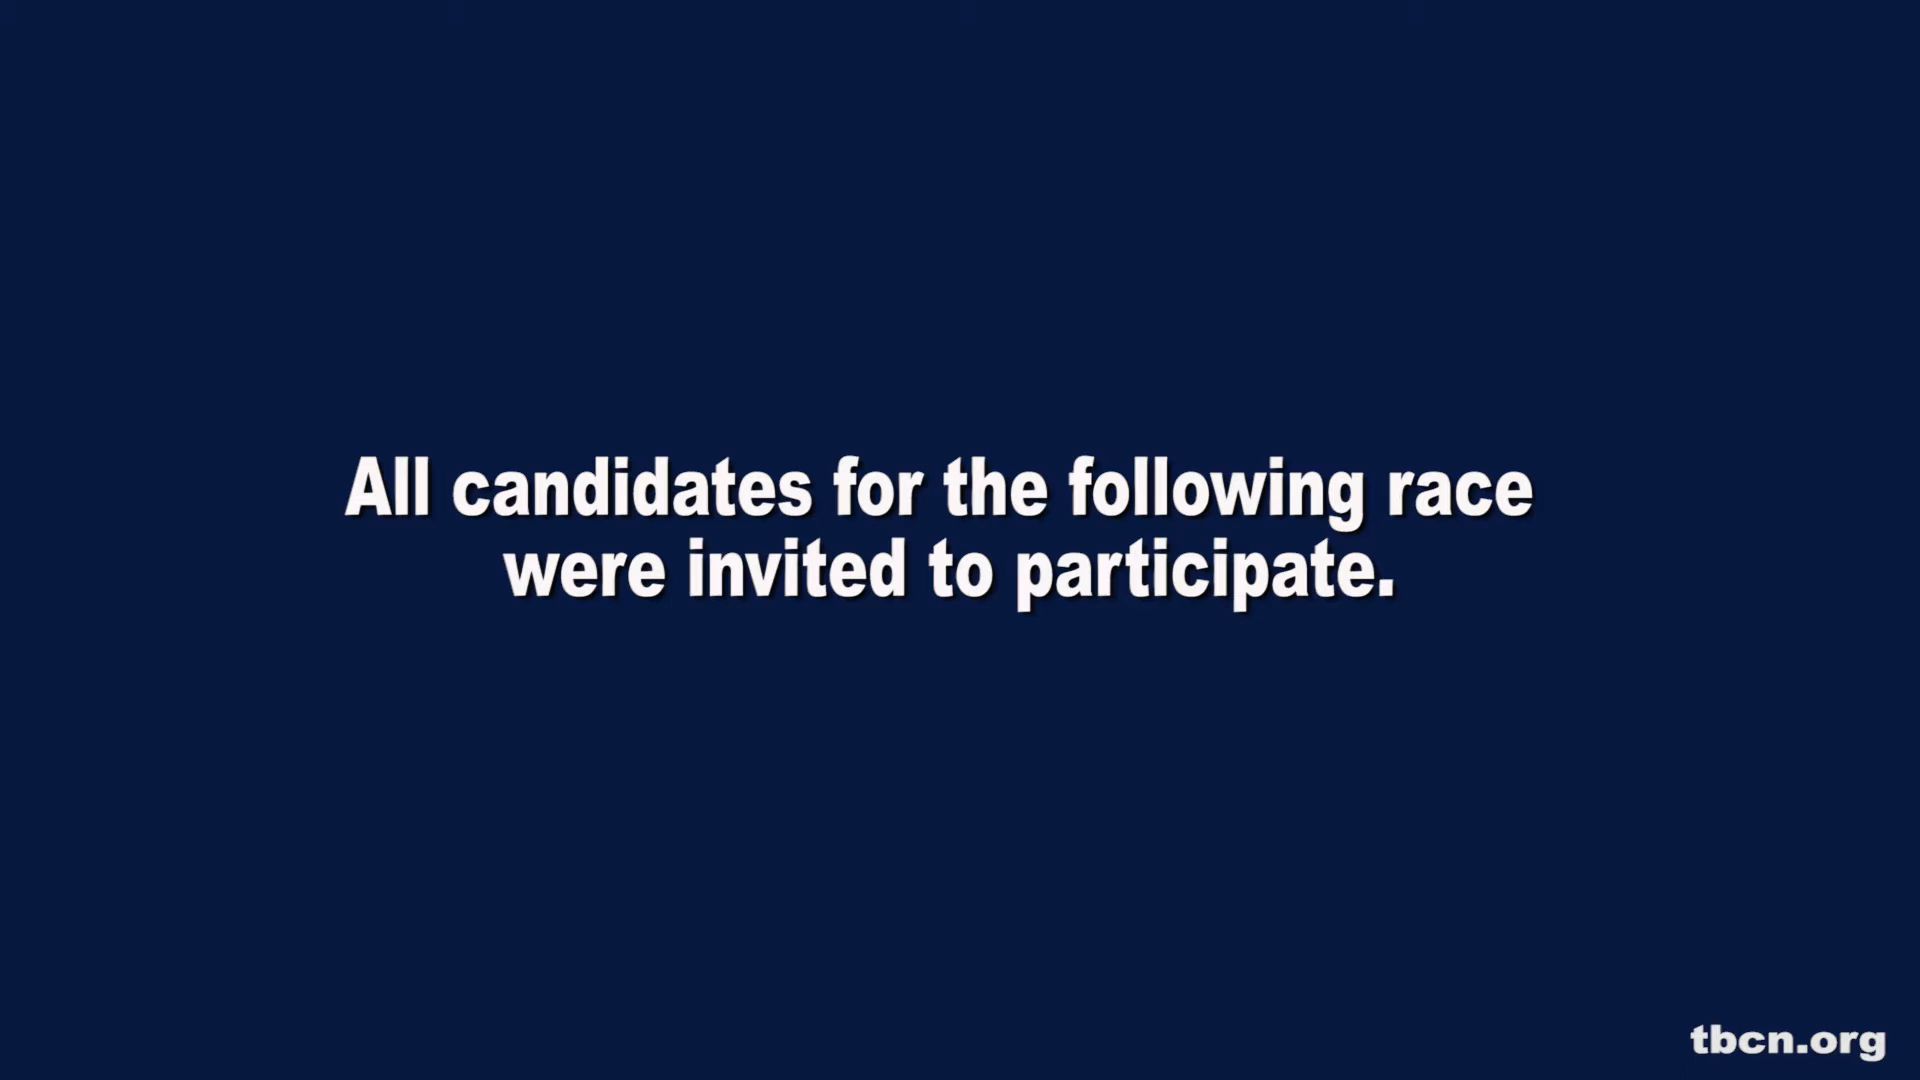 All candidates for the following race
were invited to participate.
tbcn.org